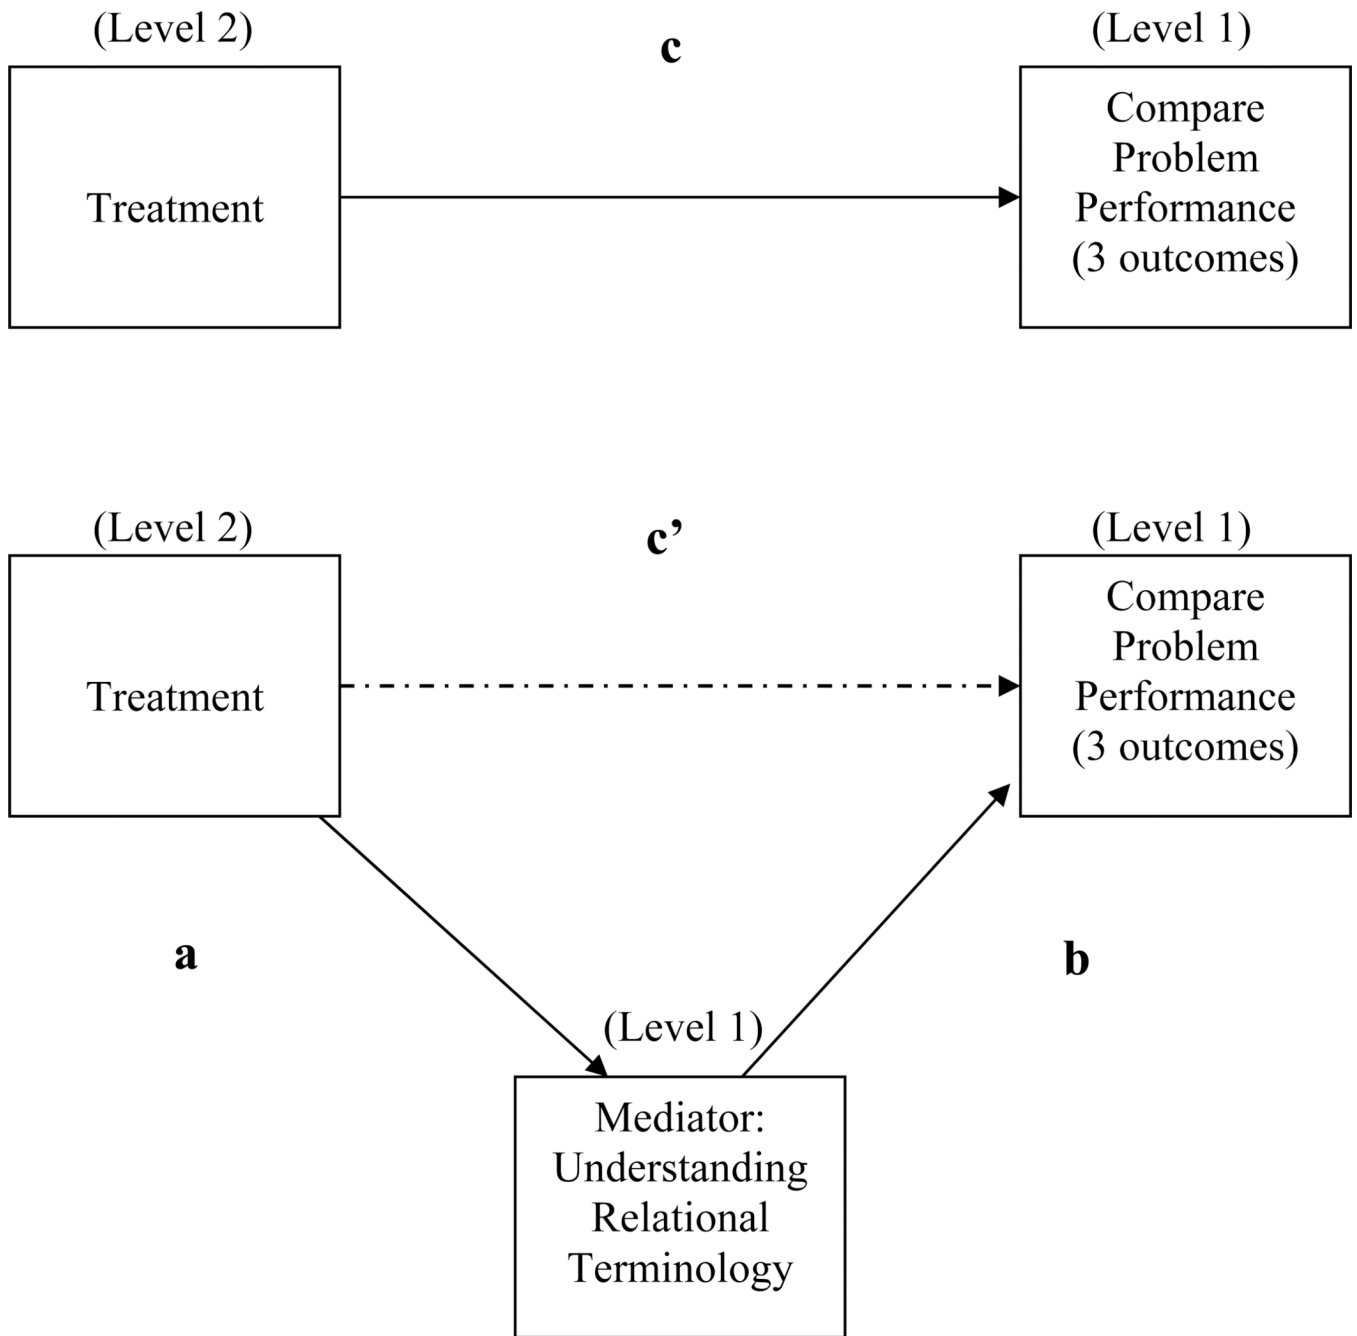 (Level 2)
c
(Level 1)
Treatment
Compare
Problem
Performance
(3 outcomes)
(Level 2)
c’
(Level 1)
Treatment
Compare
Problem
Performance
(3 outcomes)
a
b
(Level 1)
Mediator:
Understanding
Relational
Terminology